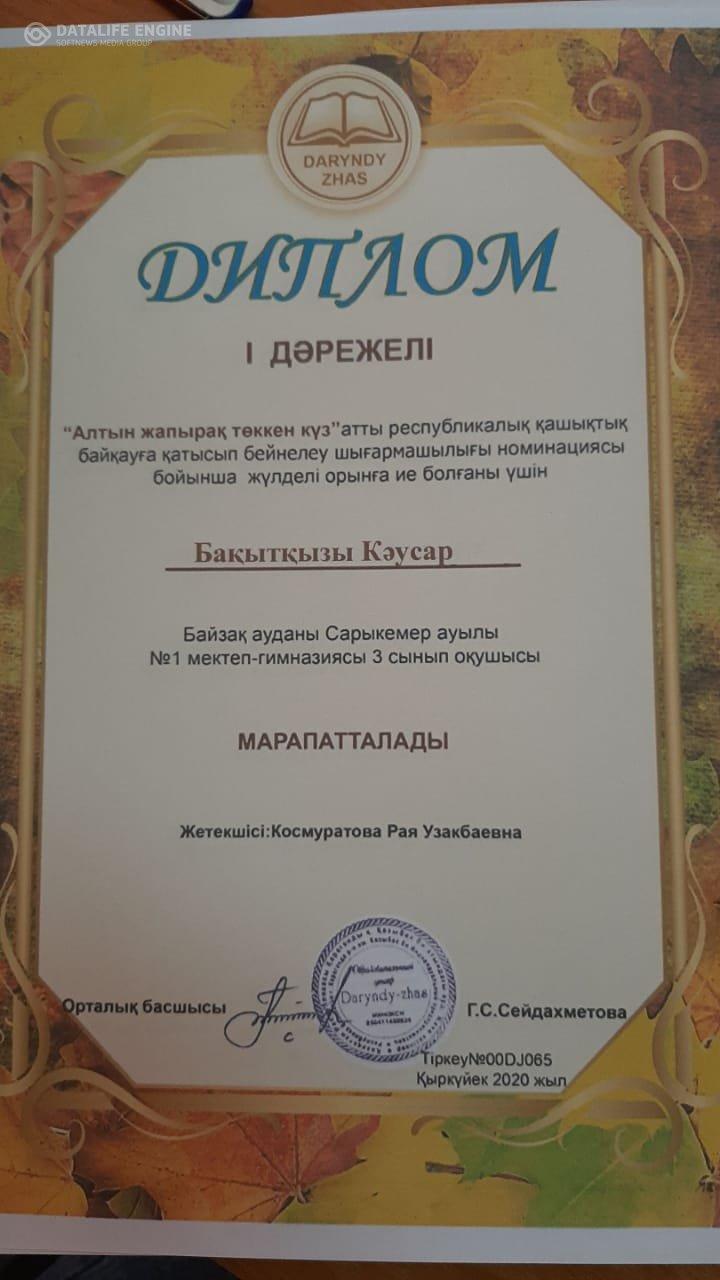 DATALIFE ENGINE
SOFTNEWS MEDIA GROUP
DARYNDY
ZHAS
ДИПЛОМ
І ДӘРЕЖЕЛІ
“Алтын жапырақ төккен күз”атты республикалық қашықтық
байқауға қатысып бейнелеу шығармашылығы номинациясы
бойынша жүлделі орынға ие болғаны үшін
Бақытқызы Кәусар
Байзақ ауданы Сарыкемер ауылы
№1 мектеп-гимназиясы 3 сынып оқушысы
МАРАПАТТАЛАДЫ
Жетекшісі:Космуратова Рая Узакбаевна
Daryndy-zhas
Орталық басшысы
Г.С.Сейдахметова
Тіркеу№00DJ065
Қыркүйек 2020 жыл